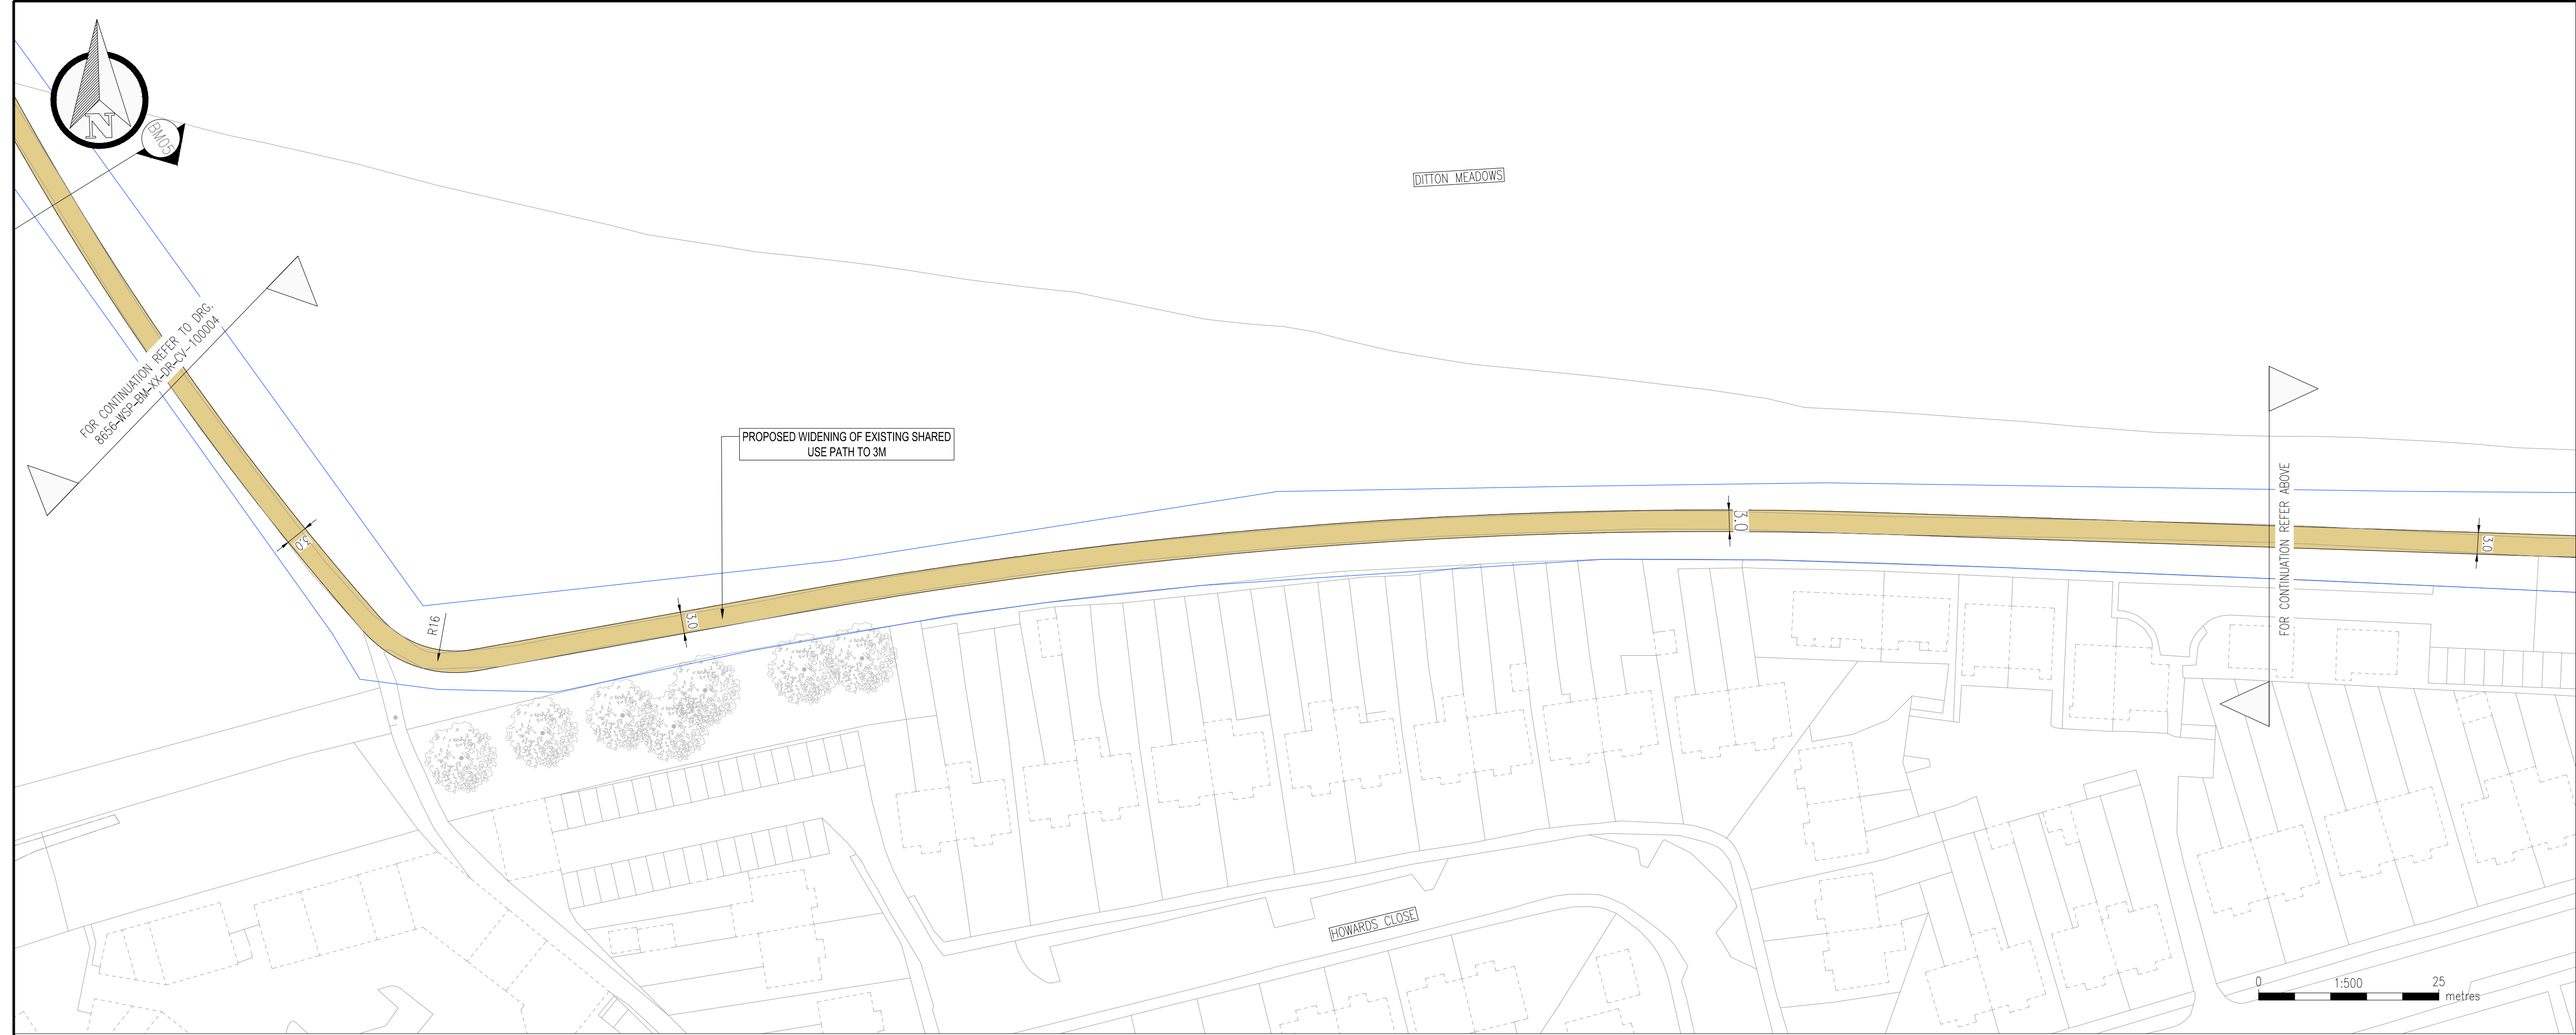 N
BM05
DITTON MEADOWS
FOR CONTINUATION REFER TO DRG.
8656-WSP-BM-XX-DR-CV-100004
PROPOSED WIDENING OF EXISTING SHARED
USE PATH TO 3M
3.0
R16
3.0
3.0
FOR CONTINUATION REFER ABOVE
3.0
HOWARDS CLOSE
0 1:500 25
metres